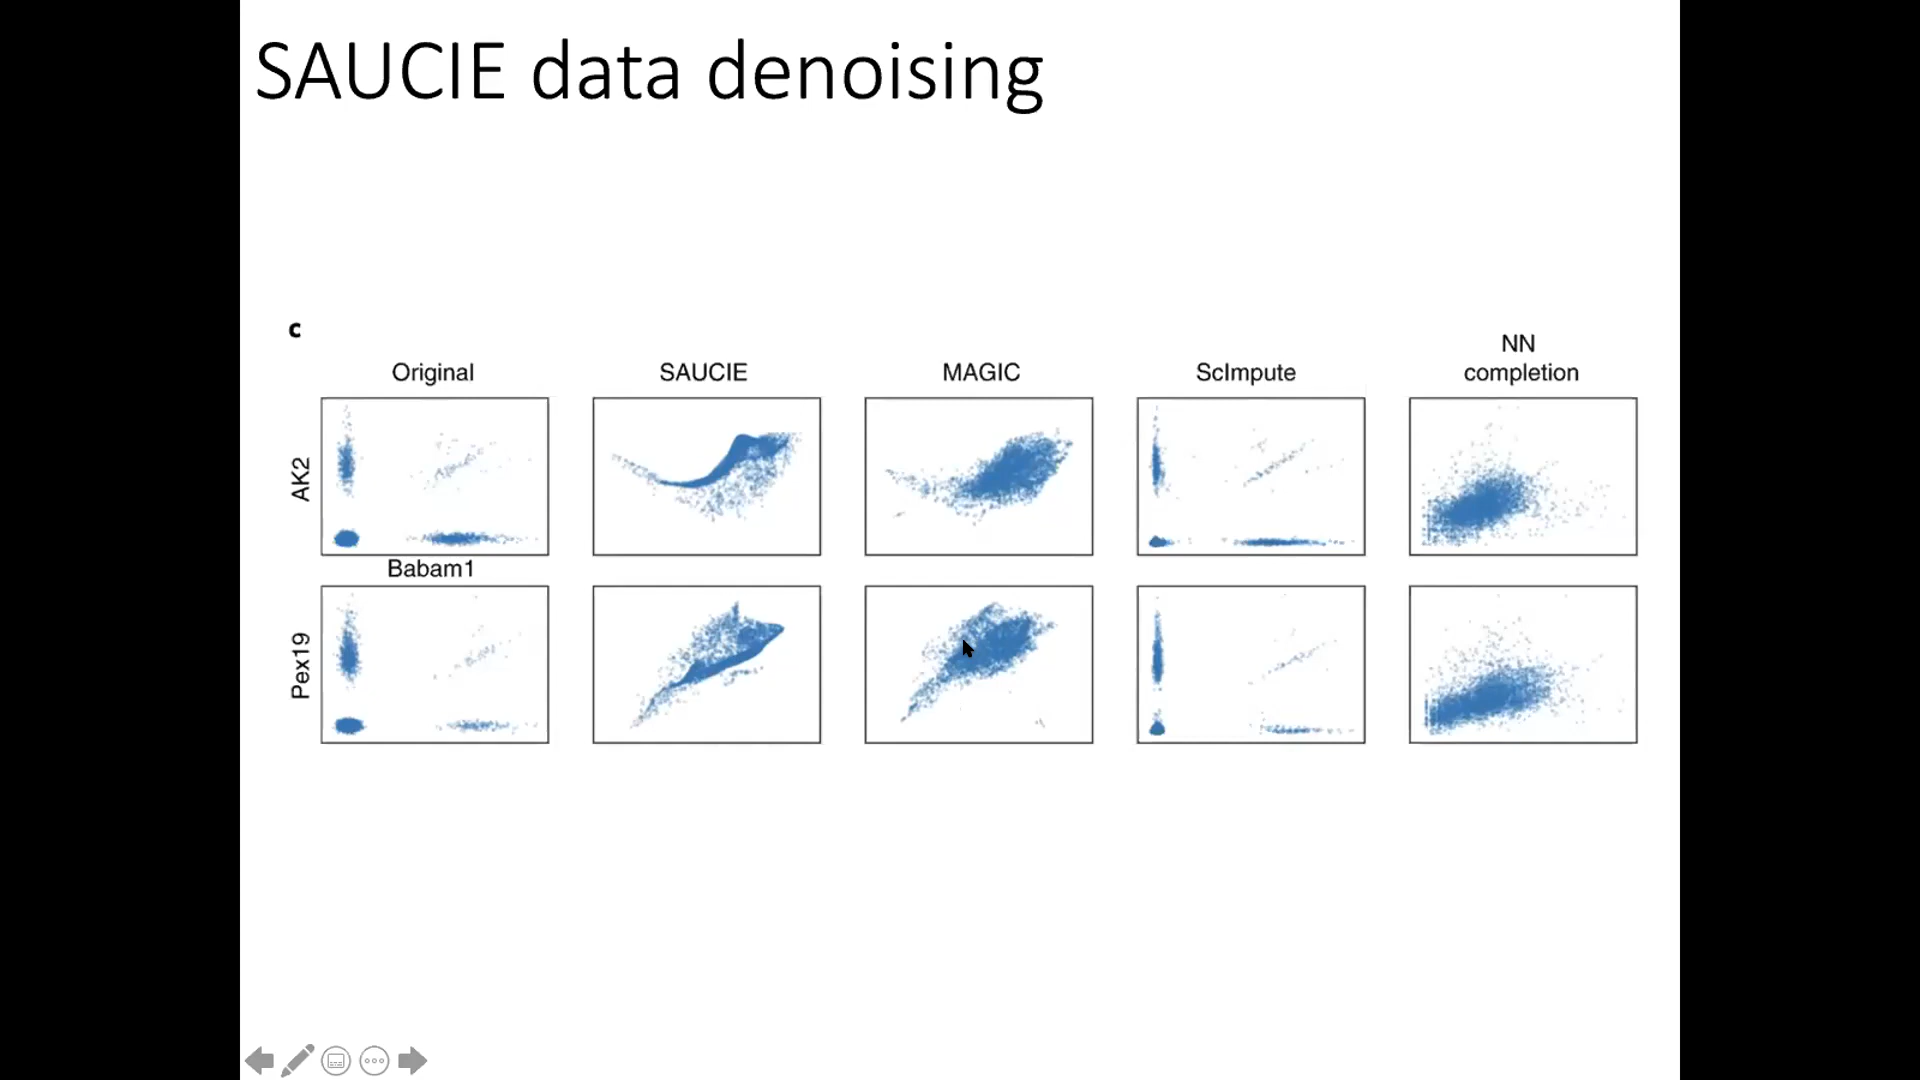 SAUCIE data denoising
c
Original
SAUCIE
MAGIC
ScImpute
NN
completion
AK2
Babam1
Pex19